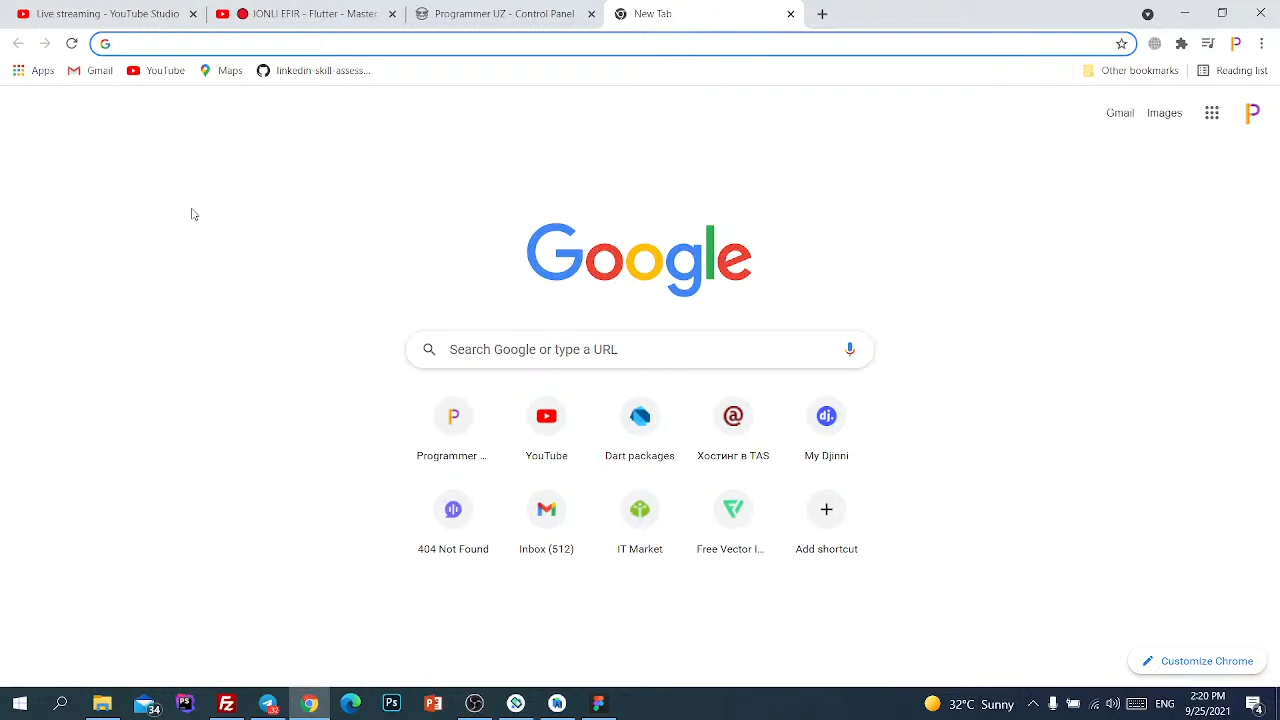 Live streaming - YouTube Studio
JONLI EFIR - Flutter - Master
Programmer UZ - Control Panel
New Tab
Apps
Gmail
YouTube
Maps
linkedin-skill-assess...
Other bookmarks
Reading list
Gmail
Images
Google
Search Google or type a URL
Programmer ...
YouTube
Dart packages
Хостинг в TAS
My Djinni
404 Not Found
Inbox (512)
IT Market
Free Vector I...
Add shortcut
Customize Chrome
34
33
32°C Sunny
ENG
2:20 PM
9/25/2021